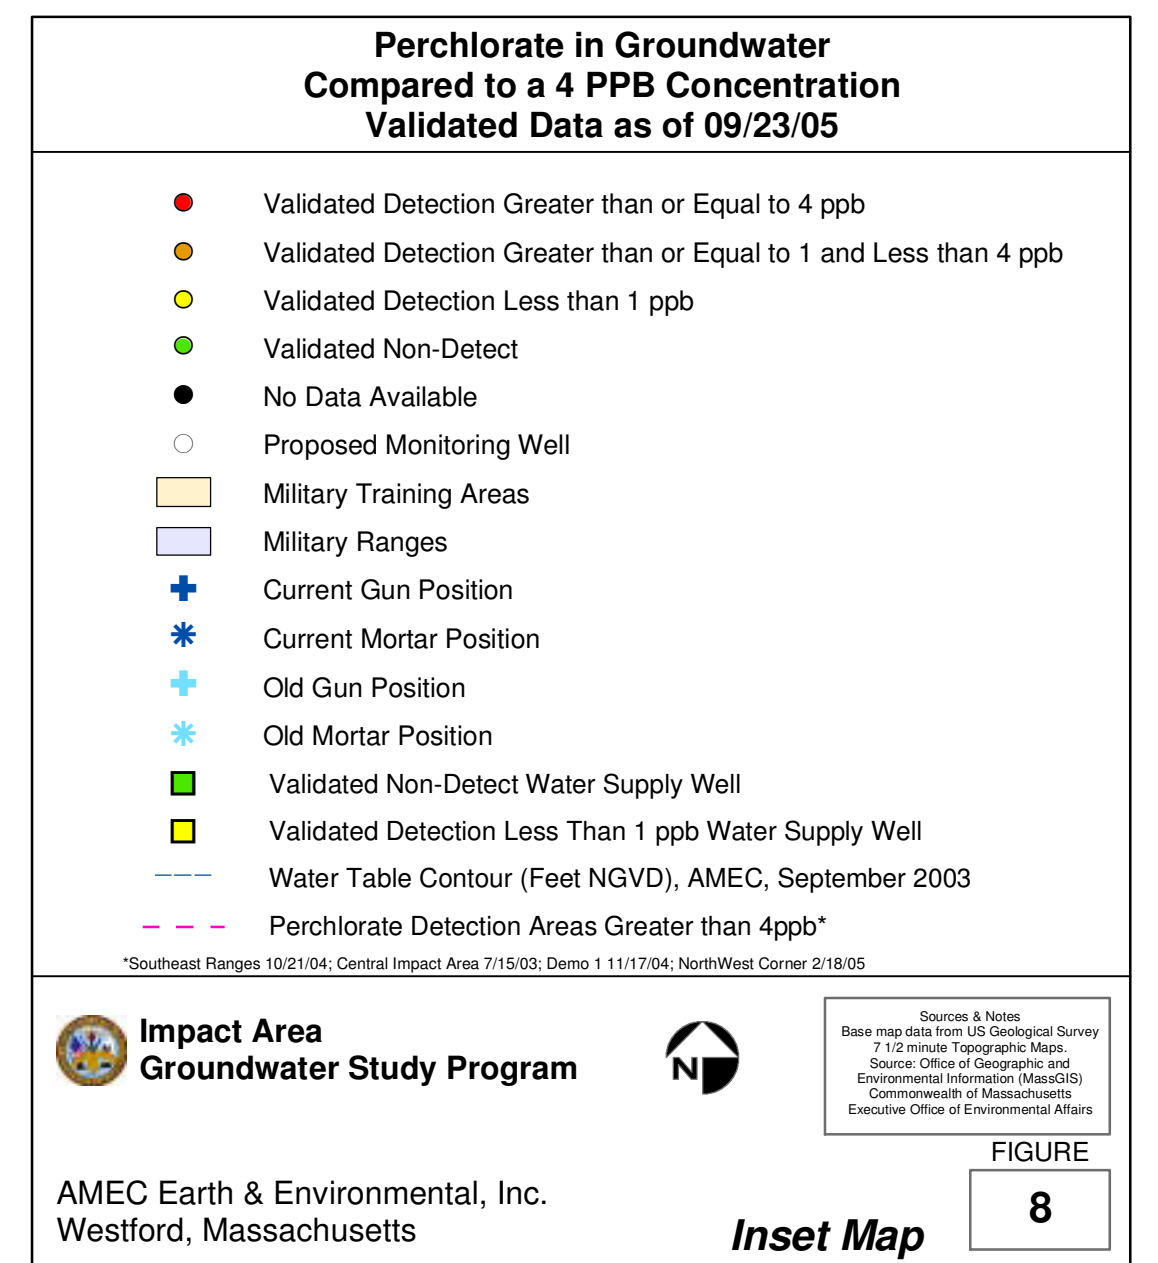 Perchlorate in Groundwater
Compared to a 4 PPB Concentration
Validated Data as of 09/23/05
Validated Detection Greater than or Equal to 4 ppb
Validated Detection Greater than or Equal to 1 and Less than 4 ppb
Validated Detection Less than 1 ppb
Validated Non-Detect
No Data Available
Proposed Monitoring Well
Military Training Areas
Military Ranges
Current Gun Position
Current Mortar Position
Old Gun Position
Old Mortar Position
Validated Non-Detect Water Supply Well
Validated Detection Less Than 1 ppb Water Supply Well
Water Table Contour (Feet NGVD), AMEC, September 2003
Perchlorate Detection Areas Greater than 4ppb*
*Southeast Ranges 10/21/04; Central Impact Area 7/15/03; Demo 1 11/17/04; NorthWest Corner 2/18/05
Impact Area
Groundwater Study Program
N
Sources & Notes
Base map data from US Geological Survey
7 1/2 minute Topographic Maps.
Source: Office of Geographic and
Environmental Information (MassGIS)
Commonwealth of Massachusetts
Executive Office of Environmental Affairs
AMEC Earth & Environmental, Inc.
Westford, Massachusetts
Inset Map
FIGURE
8